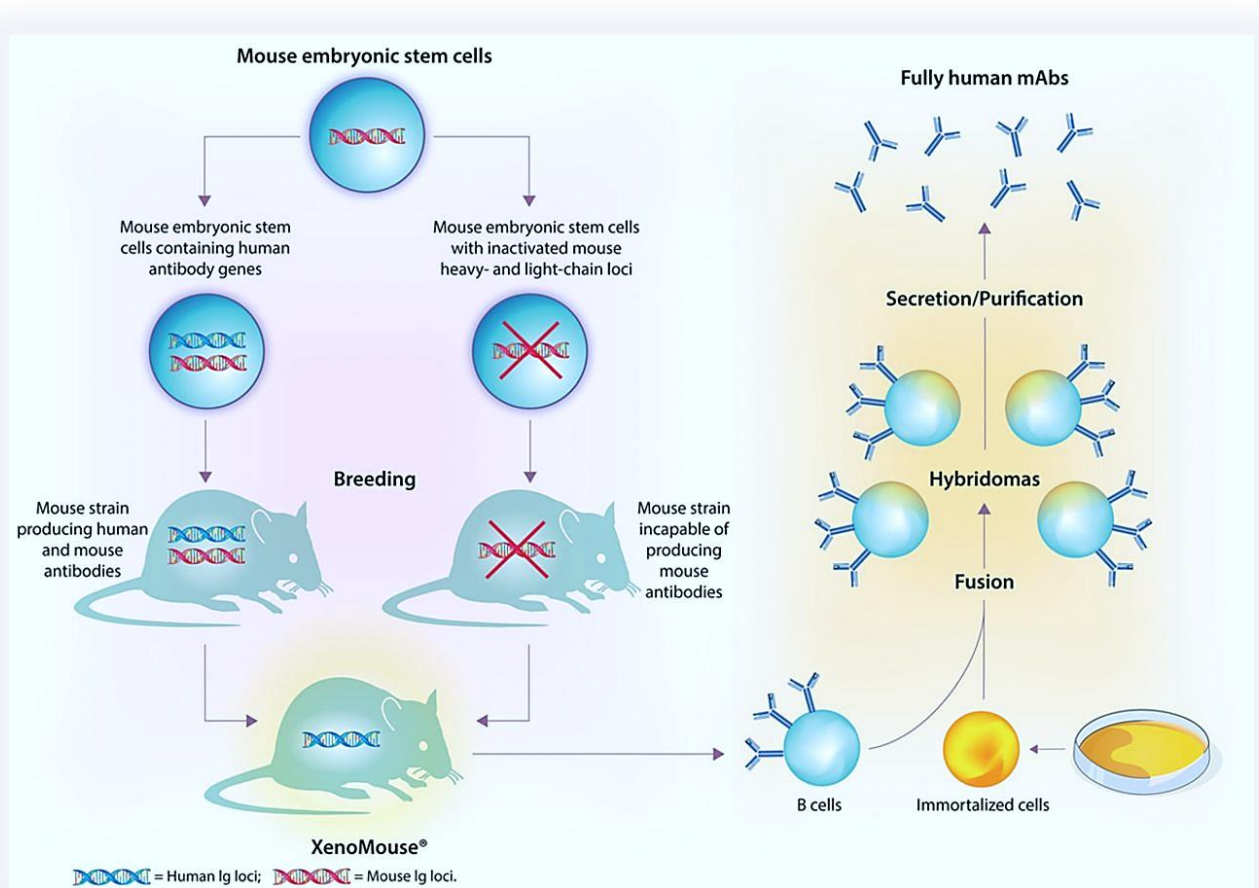 Mouse embryonic stem cells
Mouse embryonic stem
cells containing human
antibody genes
Mouse embryonic stem cells
with inactivated mouse
heavy- and light-chain loci
Breeding
Mouse strain
producing human
and mouse
antibodies
Mouse strain
incapable of
producing
mouse
antibodies
XenoMouse®
= Human Ig loci; = Mouse Ig loci.
Fully human mAbs
Secretion/Purification
Hybridomas
Fusion
B cells
Immortalized cells